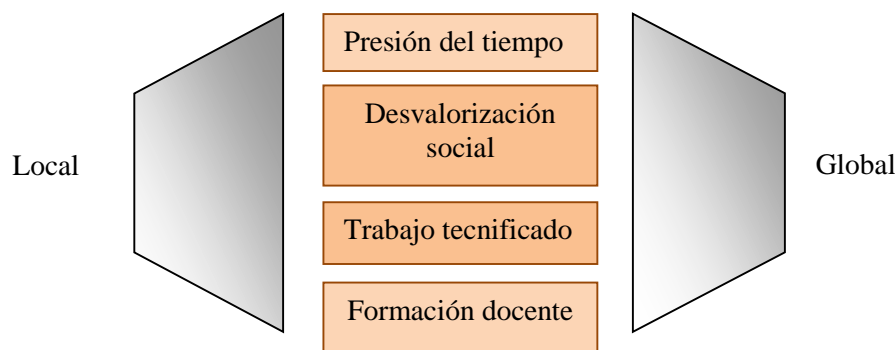 Presión del tiempo
Desvalorización
social
Local
Global
Trabajo tecnificado
Formación docente